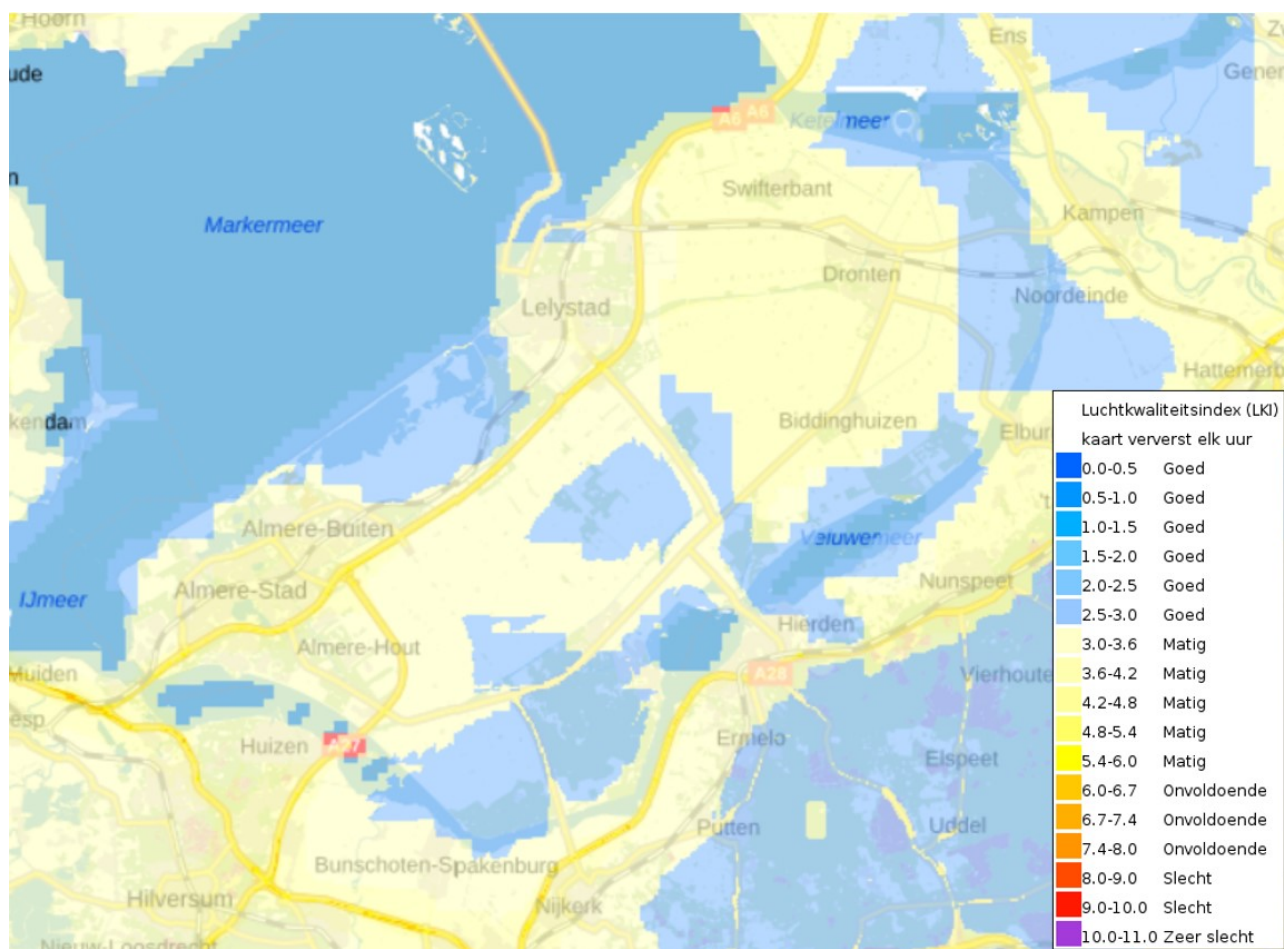 Hoorn
ude
n
Markermeer
kendam
IJmeer
Muiden
esp
Ens
Zw
Gener
A6
A6
Ketelmeer
Swifterbant
Kampen
Dronten
Noordeinde
Lelystad
Hattemerb
Biddinghuizen
Elbur
't
Almere-Buiten
Veluwemeer
Almere-Stad
Nunspeet
Almere-Hout
Hierden
A28
Vierhoute
Huizen
A27
Ermelo
Elspeet
Putten
Uddel
Bunschoten-Spakenburg
Hilversum
Nijkerk
Nieuw-Loosdrecht
Luchtkwaliteitsindex (LKI)
kaart ververst elk uur
0.0-0.5 Goed
0.5-1.0 Goed
1.0-1.5 Goed
1.5-2.0 Goed
2.0-2.5 Goed
2.5-3.0 Goed
3.0-3.6 Matig
3.6-4.2 Matig
4.2-4.8 Matig
4.8-5.4 Matig
5.4-6.0 Matig
6.0-6.7 Onvoldoende
6.7-7.4 Onvoldoende
7.4-8.0 Onvoldoende
8.0-9.0 Slecht
9.0-10.0 Slecht
10.0-11.0 Zeer slecht